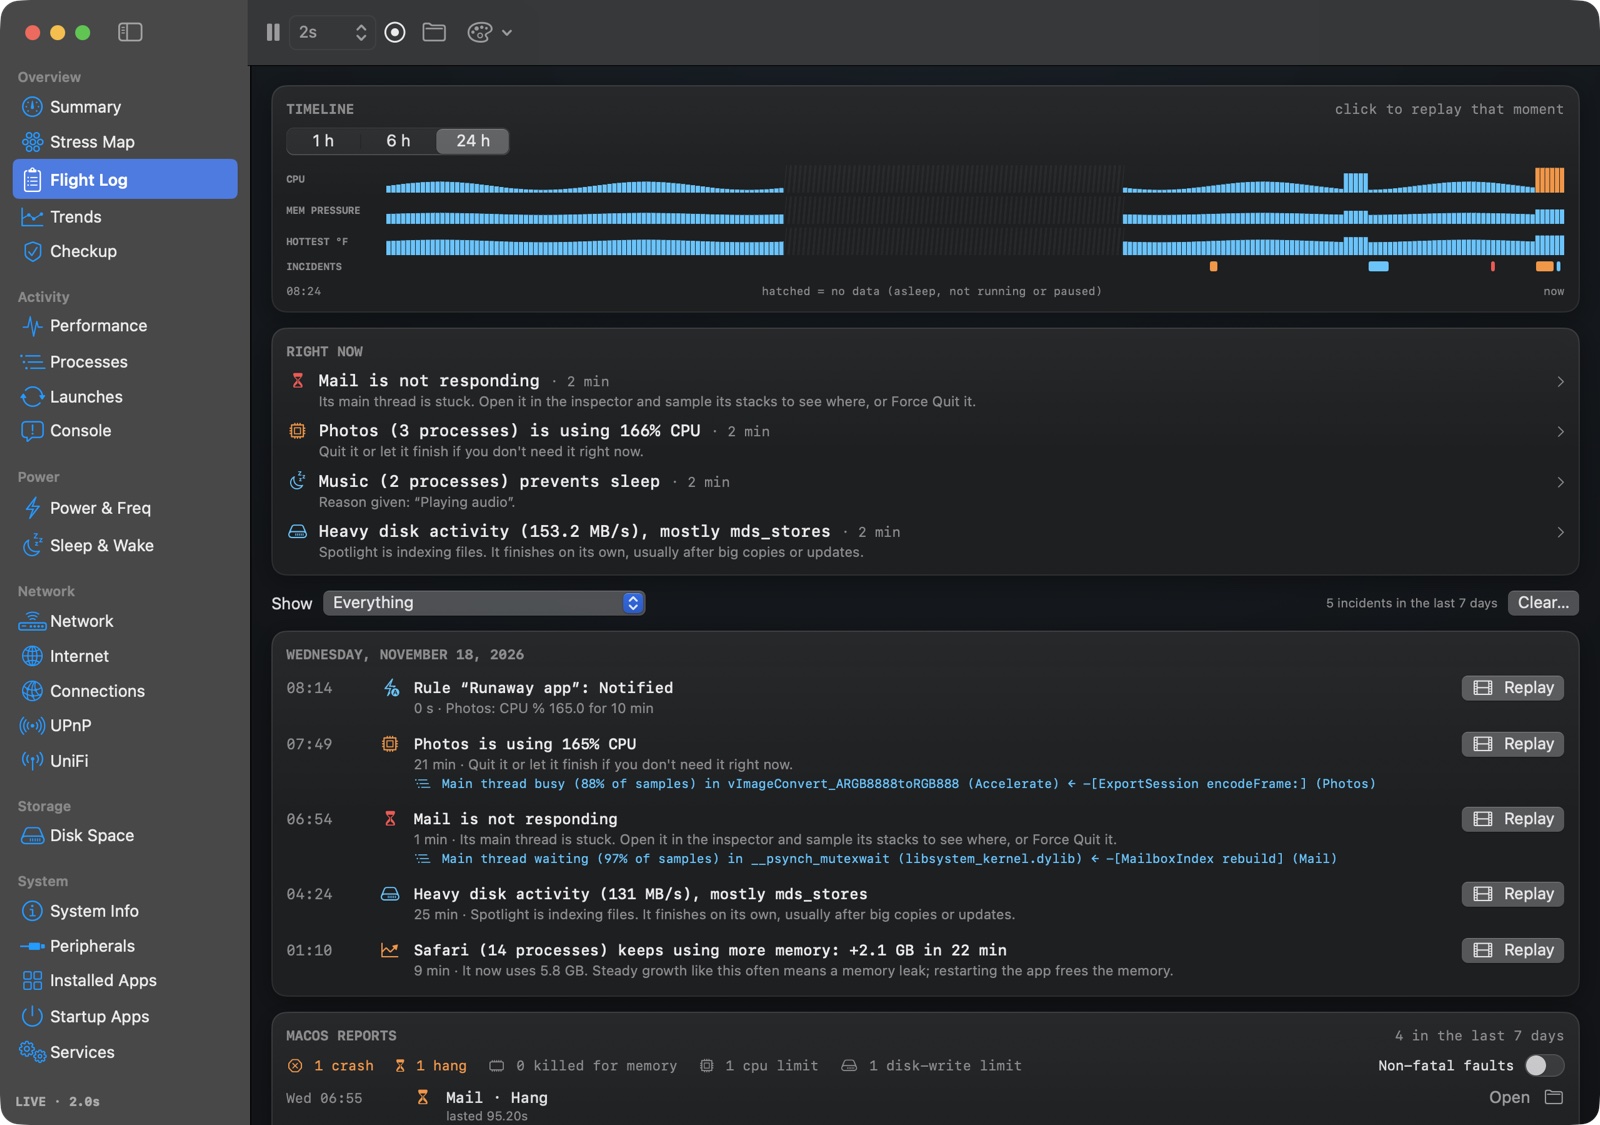 2s
Overview
Summary
Stress Map
Flight Log
Trends
Checkup
Activity
Performance
Processes
Launches
Console
Power
Power & Freq
Sleep & Wake
Network
Network
Internet
Connections
UPnP
UniFi
Storage
Disk Space
System
System Info
Peripherals
Installed Apps
Startup Apps
Services
LIVE · 2.0s
TIMELINE
click to replay that moment
1 h 6 h 24 h
CPU
MEM PRESSURE
HOTTEST °F
INCIDENTS
08:24 hatched = no data (asleep, not running or paused) now
RIGHT NOW
Mail is not responding · 2 min
Its main thread is stuck. Open it in the inspector and sample its stacks to see where, or Force Quit it.
Photos (3 processes) is using 166% CPU · 2 min
Quit it or let it finish if you don't need it right now.
Music (2 processes) prevents sleep · 2 min
Reason given: “Playing audio”.
Heavy disk activity (153.2 MB/s), mostly mds_stores · 2 min
Spotlight is indexing files. It finishes on its own, usually after big copies or updates.
Show Everything 5 incidents in the last 7 days Clear...
WEDNESDAY, NOVEMBER 18, 2026
08:14 Rule “Runaway app”: Notified Replay
0 s · Photos: CPU % 165.0 for 10 min
07:49 Photos is using 165% CPU Replay
21 min · Quit it or let it finish if you don't need it right now.
Main thread busy (88% of samples) in vImageConvert_ARGB8888toRGB888 (Accelerate) ← -[ExportSession encodeFrame:] (Photos)
06:54 Mail is not responding Replay
1 min · Its main thread is stuck. Open it in the inspector and sample its stacks to see where, or Force Quit it.
Main thread waiting (97% of samples) in __psynch_mutexwait (libsystem_kernel.dylib) ← -[MailboxIndex rebuild] (Mail)
04:24 Heavy disk activity (131 MB/s), mostly mds_stores Replay
25 min · Spotlight is indexing files. It finishes on its own, usually after big copies or updates.
01:10 Safari (14 processes) keeps using more memory: +2.1 GB in 22 min Replay
9 min · It now uses 5.8 GB. Steady growth like this often means a memory leak; restarting the app frees the memory.
MACOS REPORTS 4 in the last 7 days
1 crash 1 hang 0 killed for memory 1 cpu limit 1 disk-write limit Non-fatal faults
Wed 06:55 Mail · Hang Open
lasted 95.20s